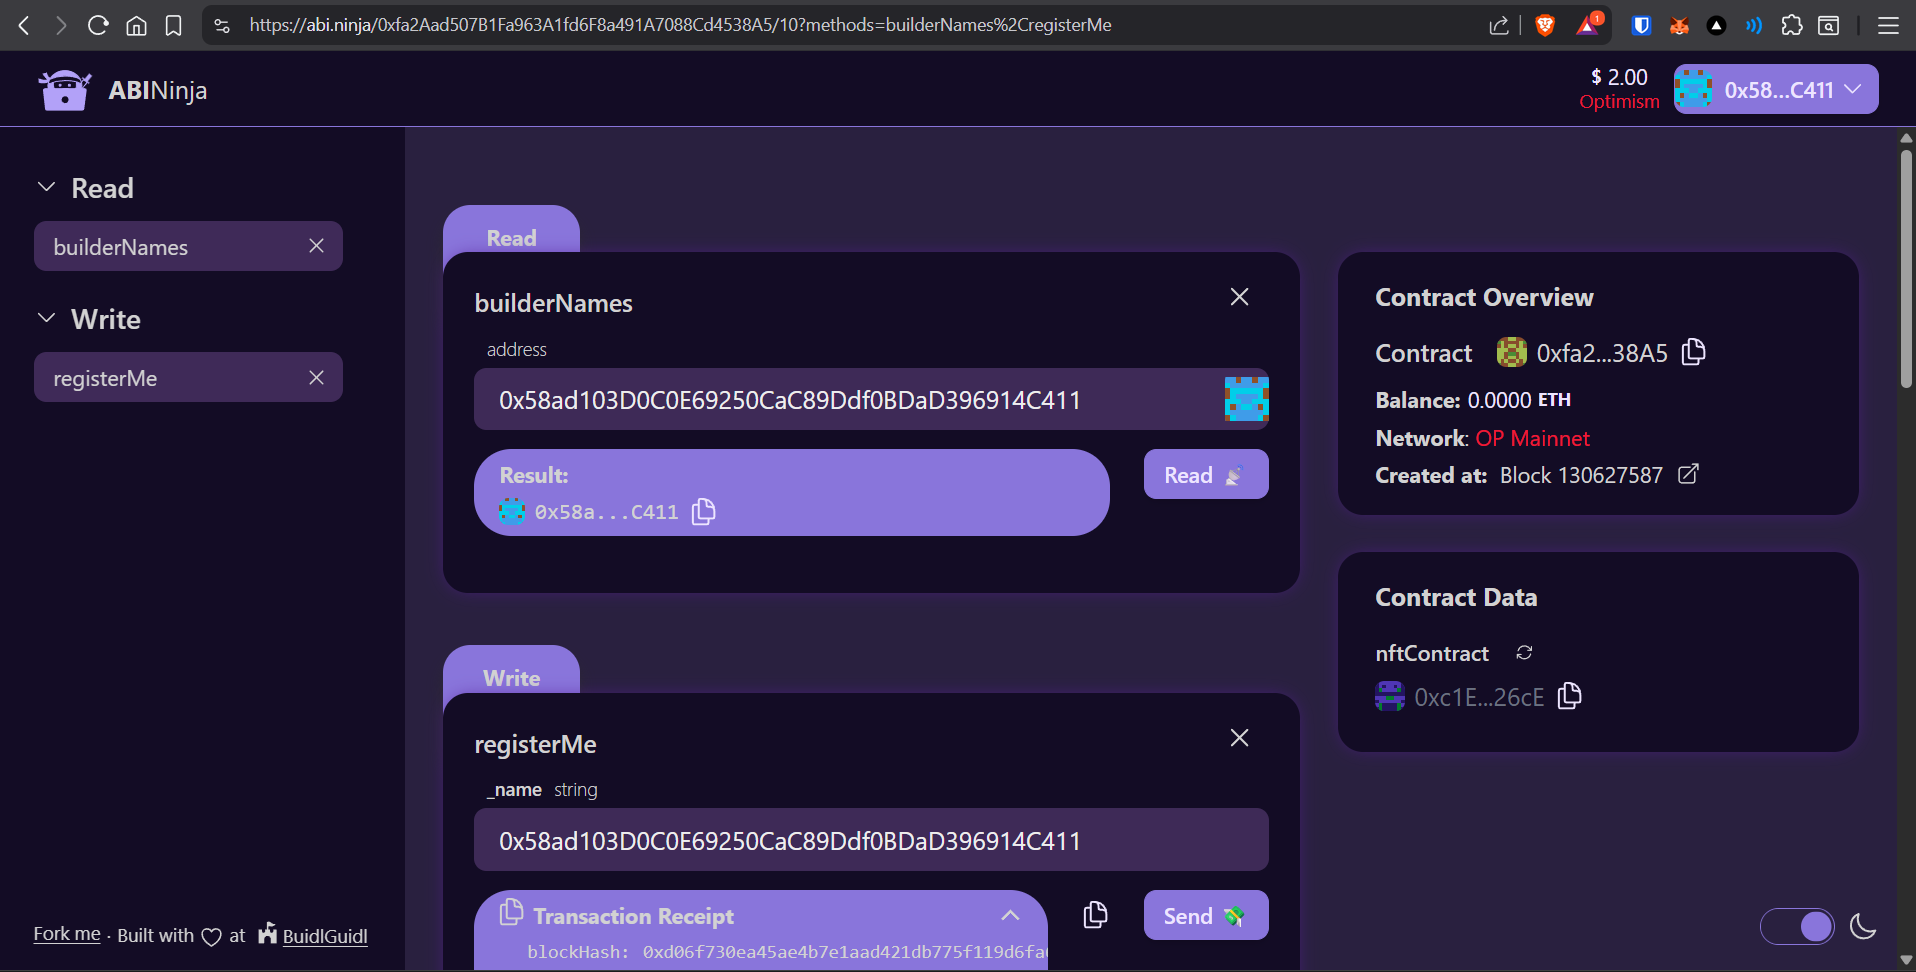 https://abi.ninja/0xfa2Aad507B1Fa963A1fd6F8a491A7088Cd4538A5/10?methods=builderNames%2CregisterMe
1
ABINinja
$ 2.00
Optimism
0x58...C411
Read
builderNames
Write
registerMe
Read
builderNames
address
0x58ad103D0C0E69250CaC89Ddf0BDaD396914C411
Result:
0x58a...C411
Read
Write
registerMe
_name string
0x58ad103D0C0E69250CaC89Ddf0BDaD396914C411
Transaction Receipt
Send
blockHash: 0xd06f730ea45ae4b7e1aad421db775f119d6fa
Contract Overview
Contract 0xfa2...38A5
Balance: 0.0000 ETH
Network: OP Mainnet
Created at: Block 130627587
Contract Data
nftContract
0xc1E...26cE
Fork me · Built with at BuidlGuidl